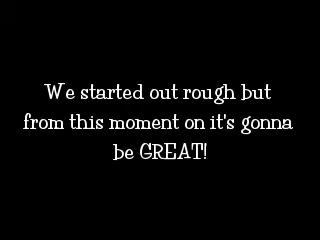 We started out rough but
from this moment on it's gonna
be GREAT!